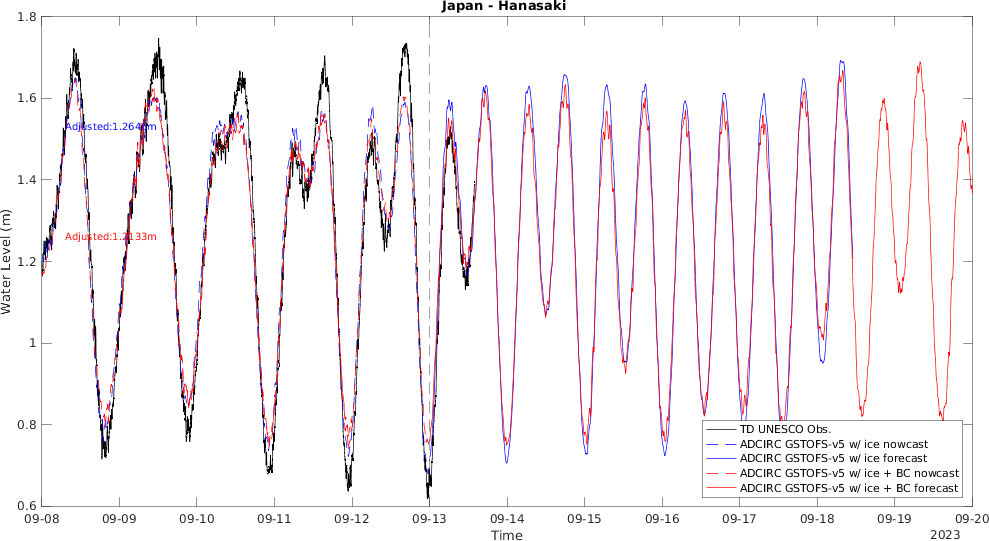 Japan - Hanasaki
1.8
1.6
1.4
1.2
1
0.8
0.6
Water Level (m)
Adjusted:1.2133m
TD UNESCO Obs.
ADCIRC GSTOFS-v5 w/ ice nowcast
ADCIRC GSTOFS-v5 w/ ice forecast
ADCIRC GSTOFS-v5 w/ ice + BC nowcast
ADCIRC GSTOFS-v5 w/ ice + BC forecast
09-08 09-09 09-10 09-11 09-12 09-13 09-14 09-15 09-16 09-17 09-18 09-19 09-20
Time
2023